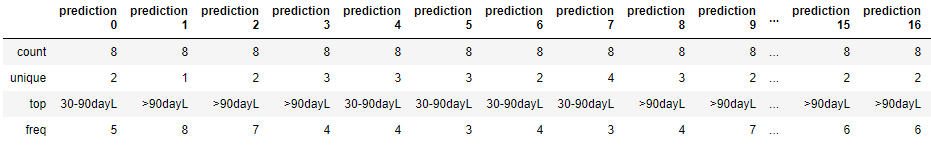 prediction prediction prediction prediction prediction prediction prediction prediction prediction prediction ... prediction prediction
0 1 2 3 4 5 6 7 8 9 15 16
count 8 8 8 8 8 8 8 8 8 8 ... 8 8
unique 2 1 2 3 3 3 2 4 3 2 ... 2 2
top 30-90dayL >90dayL >90dayL >90dayL 30-90dayL 30-90dayL 30-90dayL 30-90dayL >90dayL >90dayL ... >90dayL >90dayL
freq 5 8 7 4 4 3 4 3 4 7 ... 6 6